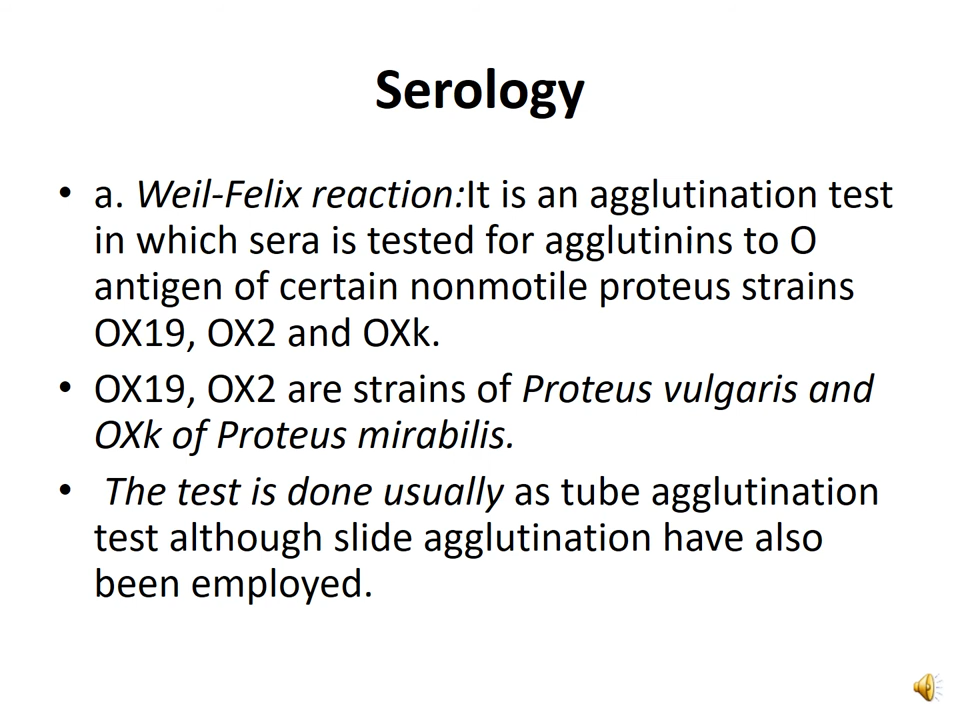 Serology
• a. Weil-Felix reaction:It is an agglutination test
in which sera is tested for agglutinins to O
antigen of certain nonmotile proteus strains
OX19, OX2 and OXk.
• OX19, OX2 are strains of Proteus vulgaris and
OXk of Proteus mirabilis.
• The test is done usually as tube agglutination
test although slide agglutination have also
been employed.